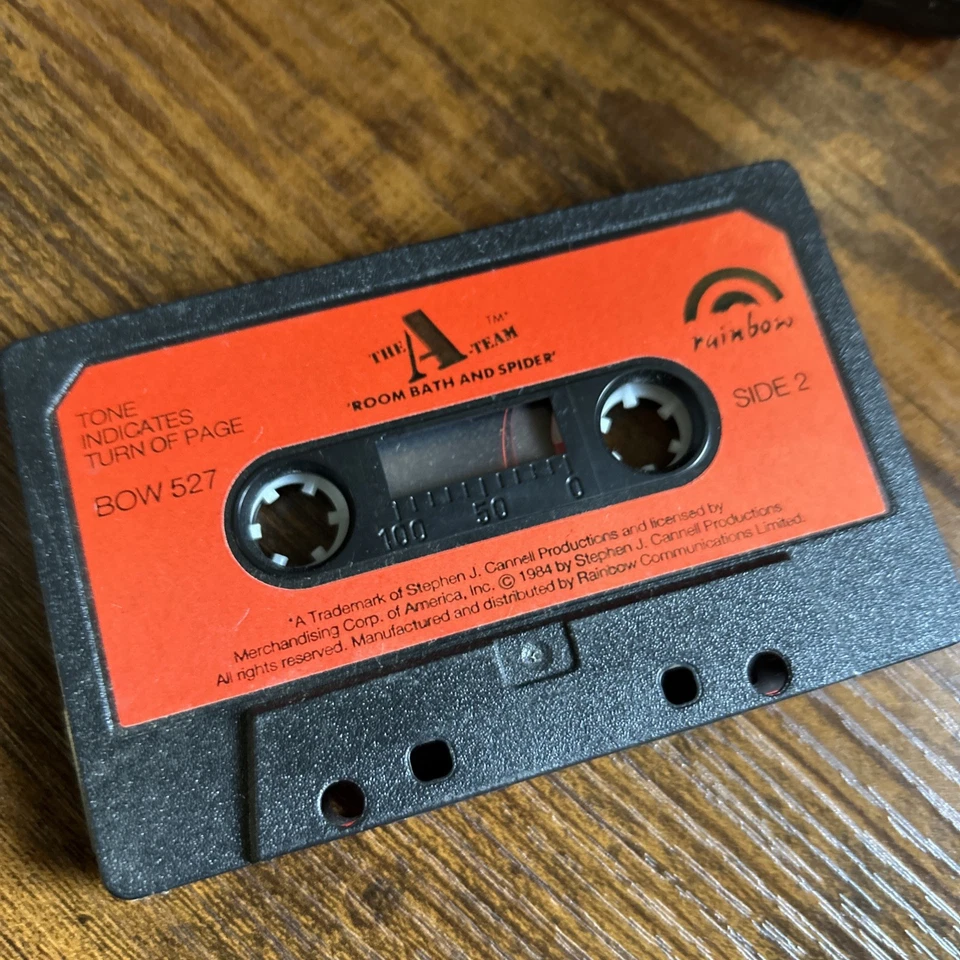 THE A-TEAM TM*
'ROOM BATH AND SPIDER'
rainbow
TONE
INDICATES
TURN OF PAGE
BOW 527
SIDE 2
100 50 0
*A Trademark of Stephen J. Cannell Productions and licensed by
Merchandising Corp. of America, Inc. © 1984 by Stephen J. Cannell Productions
All rights reserved. Manufactured and distributed by Rainbow Communications Limited.